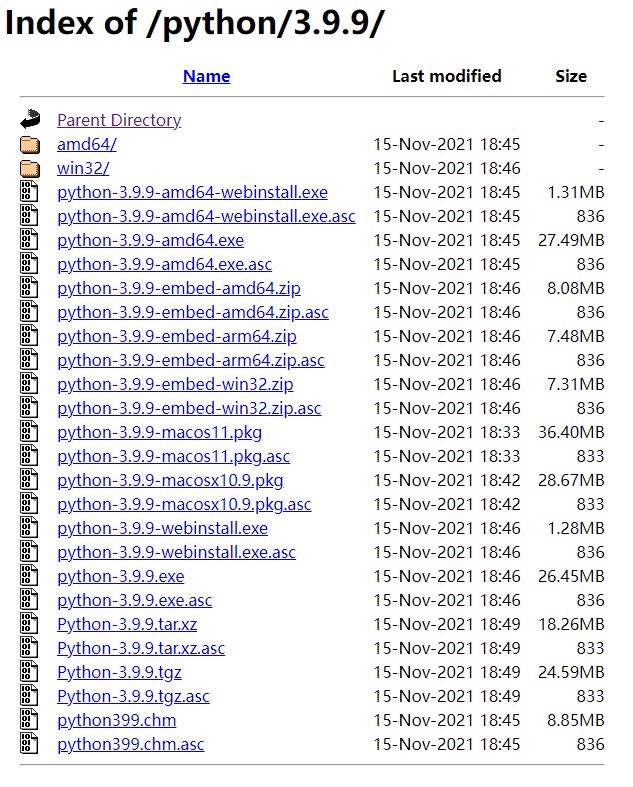 Index of /python/3.9.9/
Name Last modified Size
Parent Directory -
amd64/ 15-Nov-2021 18:45 -
win32/ 15-Nov-2021 18:46 -
python-3.9.9-amd64-webinstall.exe 15-Nov-2021 18:45 1.31MB
python-3.9.9-amd64-webinstall.exe.asc 15-Nov-2021 18:45 836
python-3.9.9-amd64.exe 15-Nov-2021 18:45 27.49MB
python-3.9.9-amd64.exe.asc 15-Nov-2021 18:45 836
python-3.9.9-embed-amd64.zip 15-Nov-2021 18:46 8.08MB
python-3.9.9-embed-amd64.zip.asc 15-Nov-2021 18:46 836
python-3.9.9-embed-arm64.zip 15-Nov-2021 18:46 7.48MB
python-3.9.9-embed-arm64.zip.asc 15-Nov-2021 18:46 836
python-3.9.9-embed-win32.zip 15-Nov-2021 18:46 7.31MB
python-3.9.9-embed-win32.zip.asc 15-Nov-2021 18:46 836
python-3.9.9-macos11.pkg 15-Nov-2021 18:33 36.40MB
python-3.9.9-macos11.pkg.asc 15-Nov-2021 18:33 833
python-3.9.9-macosx10.9.pkg 15-Nov-2021 18:42 28.67MB
python-3.9.9-macosx10.9.pkg.asc 15-Nov-2021 18:42 833
python-3.9.9-webinstall.exe 15-Nov-2021 18:46 1.28MB
python-3.9.9-webinstall.exe.asc 15-Nov-2021 18:46 836
python-3.9.9.exe 15-Nov-2021 18:46 26.45MB
python-3.9.9.exe.asc 15-Nov-2021 18:46 836
Python-3.9.9.tar.xz 15-Nov-2021 18:49 18.26MB
Python-3.9.9.tar.xz.asc 15-Nov-2021 18:49 833
Python-3.9.9.tgz 15-Nov-2021 18:49 24.59MB
Python-3.9.9.tgz.asc 15-Nov-2021 18:49 833
python399.chm 15-Nov-2021 18:45 8.85MB
python399.chm.asc 15-Nov-2021 18:45 836